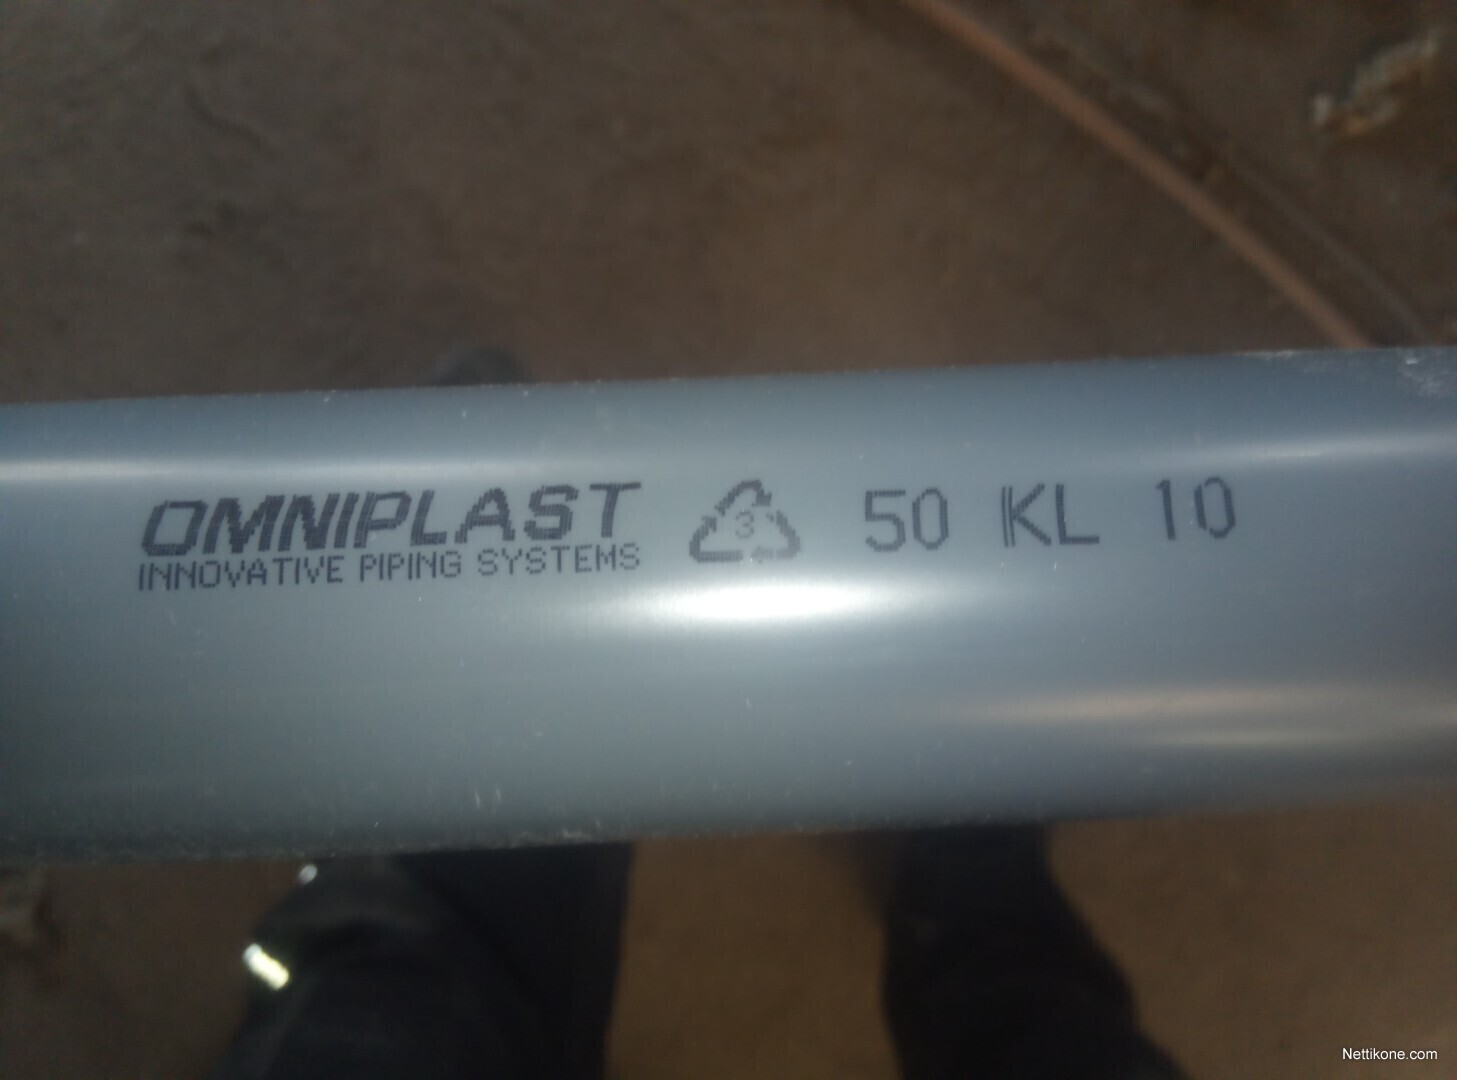 OMNIPLAST 3 50 KL 10
INNOVATIVE PIPING SYSTEMS
Nettikone.com